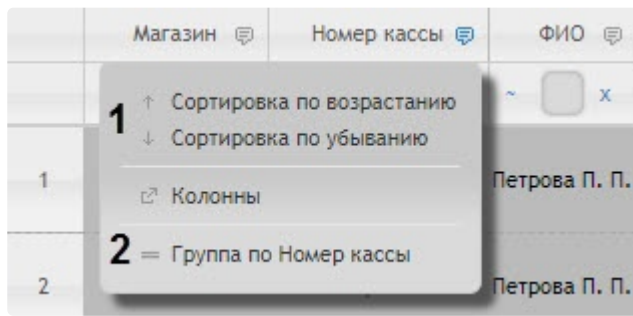 Магазин Номер кассы ФИО
1 ↑ Сортировка по возрастанию ~ x
↓ Сортировка по убыванию
1 Колонны Петрова П. П.
2 = Группа по Номер кассы
2 Петрова П. П.